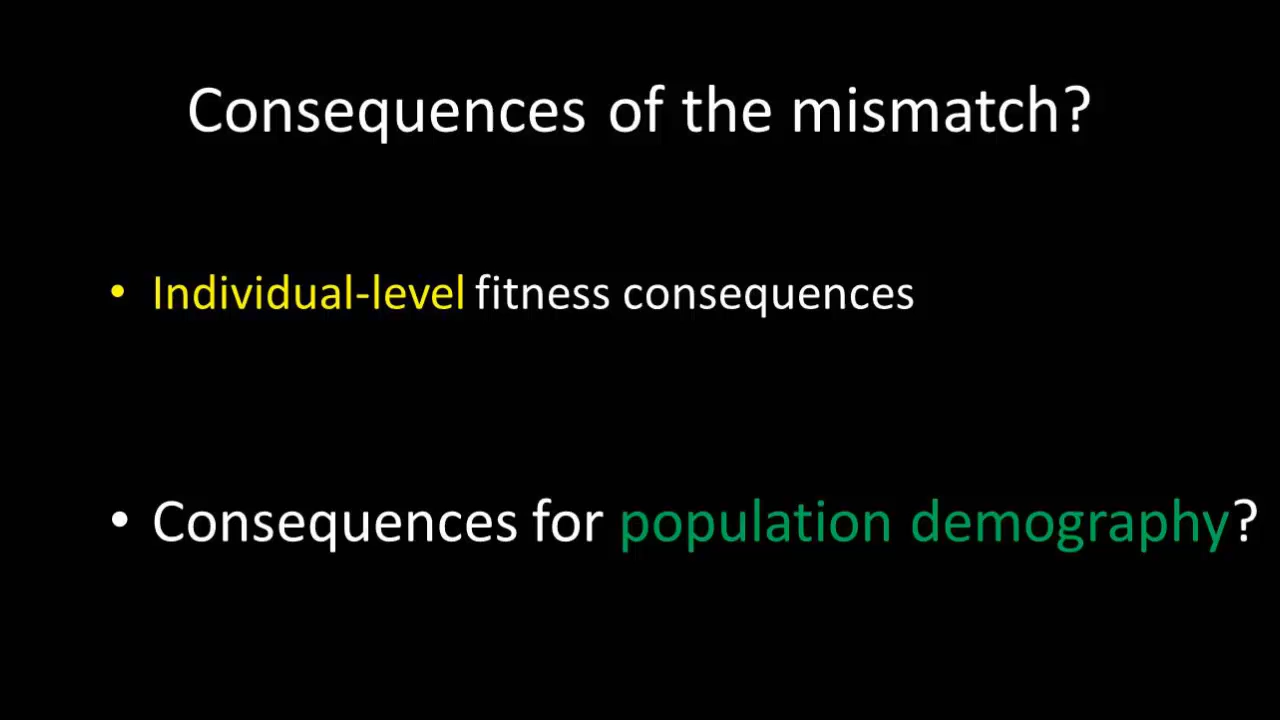 Consequences of the mismatch?
• Individual-level fitness consequences
• Consequences for population demography?